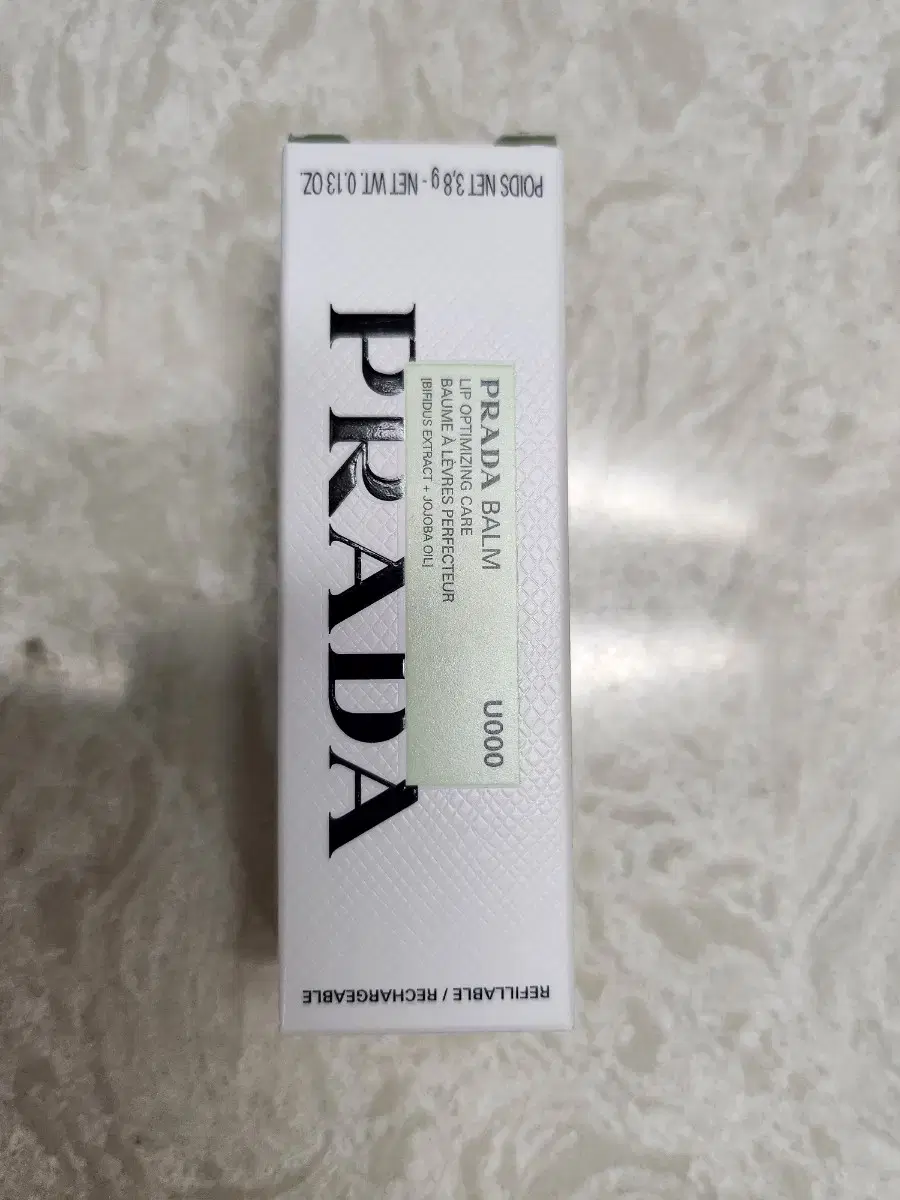 POIDS NET 3,8 g - NET WT. 0.13 OZ.
PRADA
PRADA BALM
LIP OPTIMIZING CARE
BAUME À LÈVRES PERFECTEUR
[BIFIDUS EXTRACT + JOJOBA OIL]
U000
REFILLABLE / RECHARGEABLE